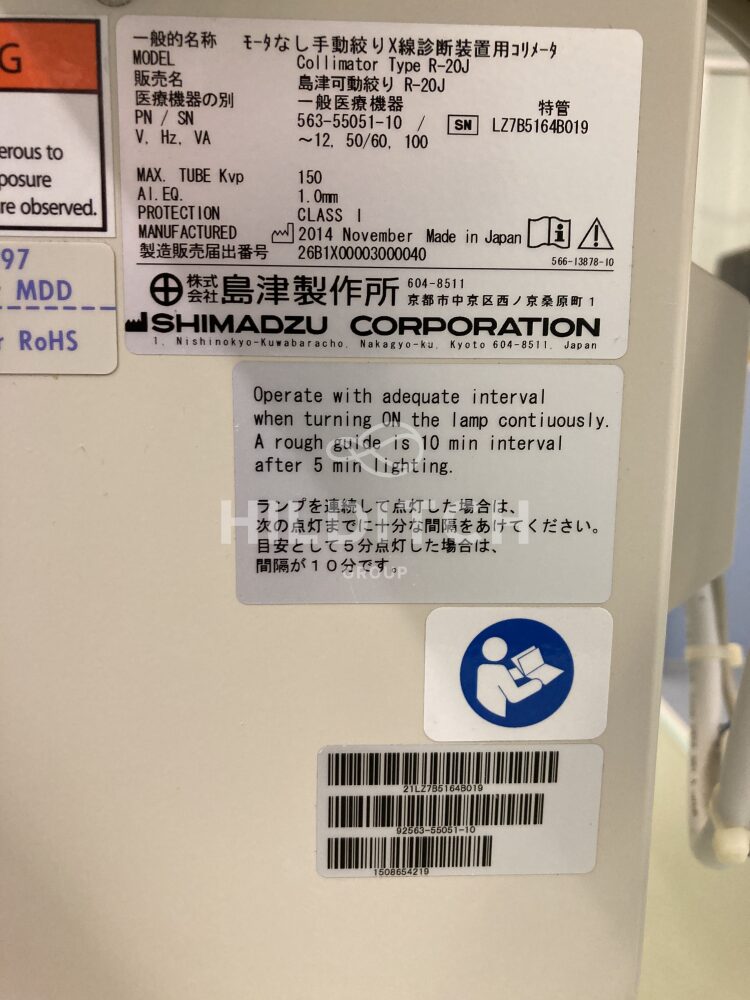 G
erous to
posure
re observed.
97
MDD
r RoHS
一般的名称 モータなし手動絞りX線診断装置用コリメータ
MODEL Collimator Type R-20J
販売名 島津可動絞り R-20J
医療機器の別 一般医療機器 特管
PN / SN 563-55051-10 / SN LZ7B5164B019
V, Hz, VA ～12, 50/60, 100
MAX. TUBE Kvp 150
Al.EQ. 1.0mm
PROTECTION CLASS I
MANUFACTURED 2014 November Made in Japan
製造販売届出番号 26B1X00003000040
566-13878-10
株式会社 島津製作所 604-8511
京都市中京区西ノ京桑原町1
SHIMADZU CORPORATION
1, Nishinokyo-Kuwabaracho, Nakagyo-ku, Kyoto 604-8511, Japan
Operate with adequate interval
when turning ON the lamp contiuously.
A rough guide is 10 min interval
after 5 min lighting.
ランプを連続して点灯した場合は、
次の点灯までに十分な間隔をあけてください。
目安として５分点灯した場合は、
間隔が１０分です。
HILDITCH
GROUP
21LZ7B5164B019
92563-55051-10
1508654219